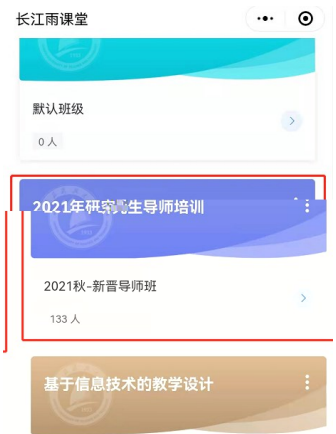 长江雨课堂
默认班级
0 人
2021年研究生导师培训
2021秋-新晋导师班
133 人
基于信息技术的教学设计